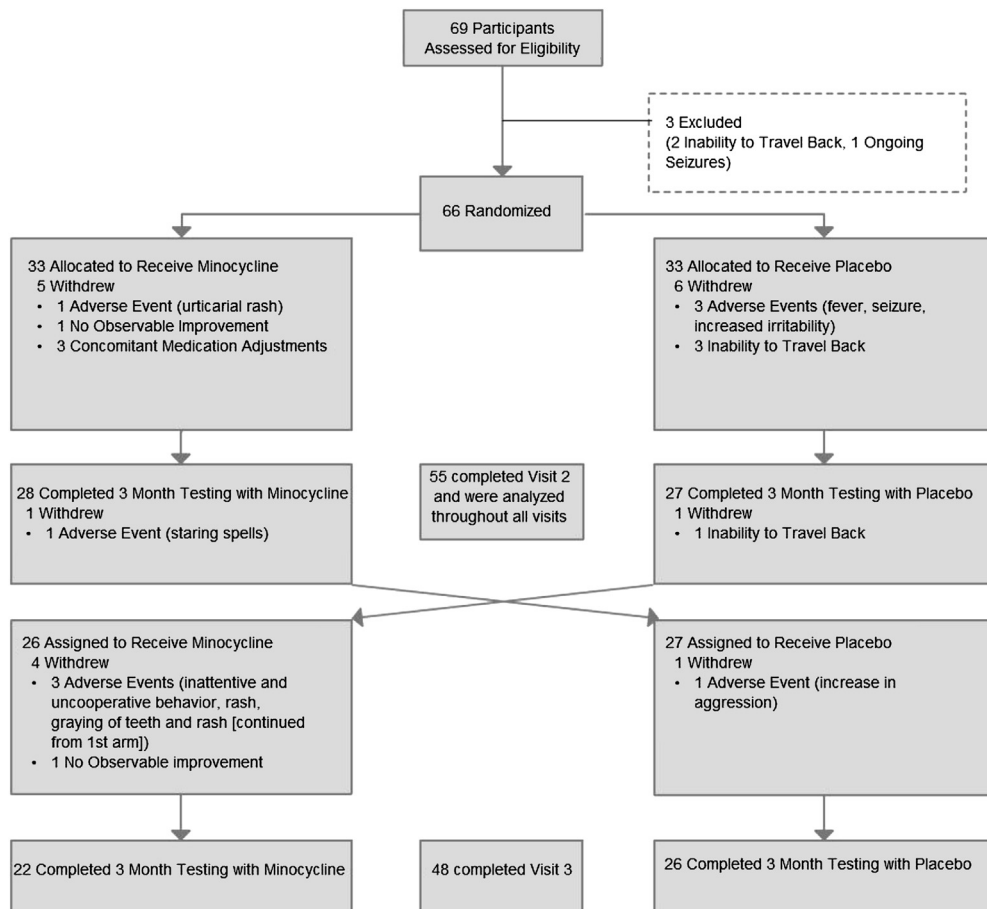 69 Participants
Assessed for Eligibility
3 Excluded
(2 Inability to Travel Back, 1 Ongoing
Seizures)
66 Randomized
33 Allocated to Receive Minocycline
5 Withdrew
• 1 Adverse Event (urticarial rash)
• 1 No Observable Improvement
• 3 Concomitant Medication Adjustments
33 Allocated to Receive Placebo
6 Withdrew
• 3 Adverse Events (fever, seizure,
increased irritability)
• 3 Inability to Travel Back
28 Completed 3 Month Testing with Minocycline
1 Withdrew
• 1 Adverse Event (staring spells)
55 completed Visit 2
and were analyzed
throughout all visits
27 Completed 3 Month Testing with Placebo
1 Withdrew
• 1 Inability to Travel Back
26 Assigned to Receive Minocycline
4 Withdrew
• 3 Adverse Events (inattentive and
uncooperative behavior, rash,
graying of teeth and rash [continued
from 1st arm])
• 1 No Observable improvement
27 Assigned to Receive Placebo
1 Withdrew
• 1 Adverse Event (increase in
aggression)
22 Completed 3 Month Testing with Minocycline
48 completed Visit 3
26 Completed 3 Month Testing with Placebo